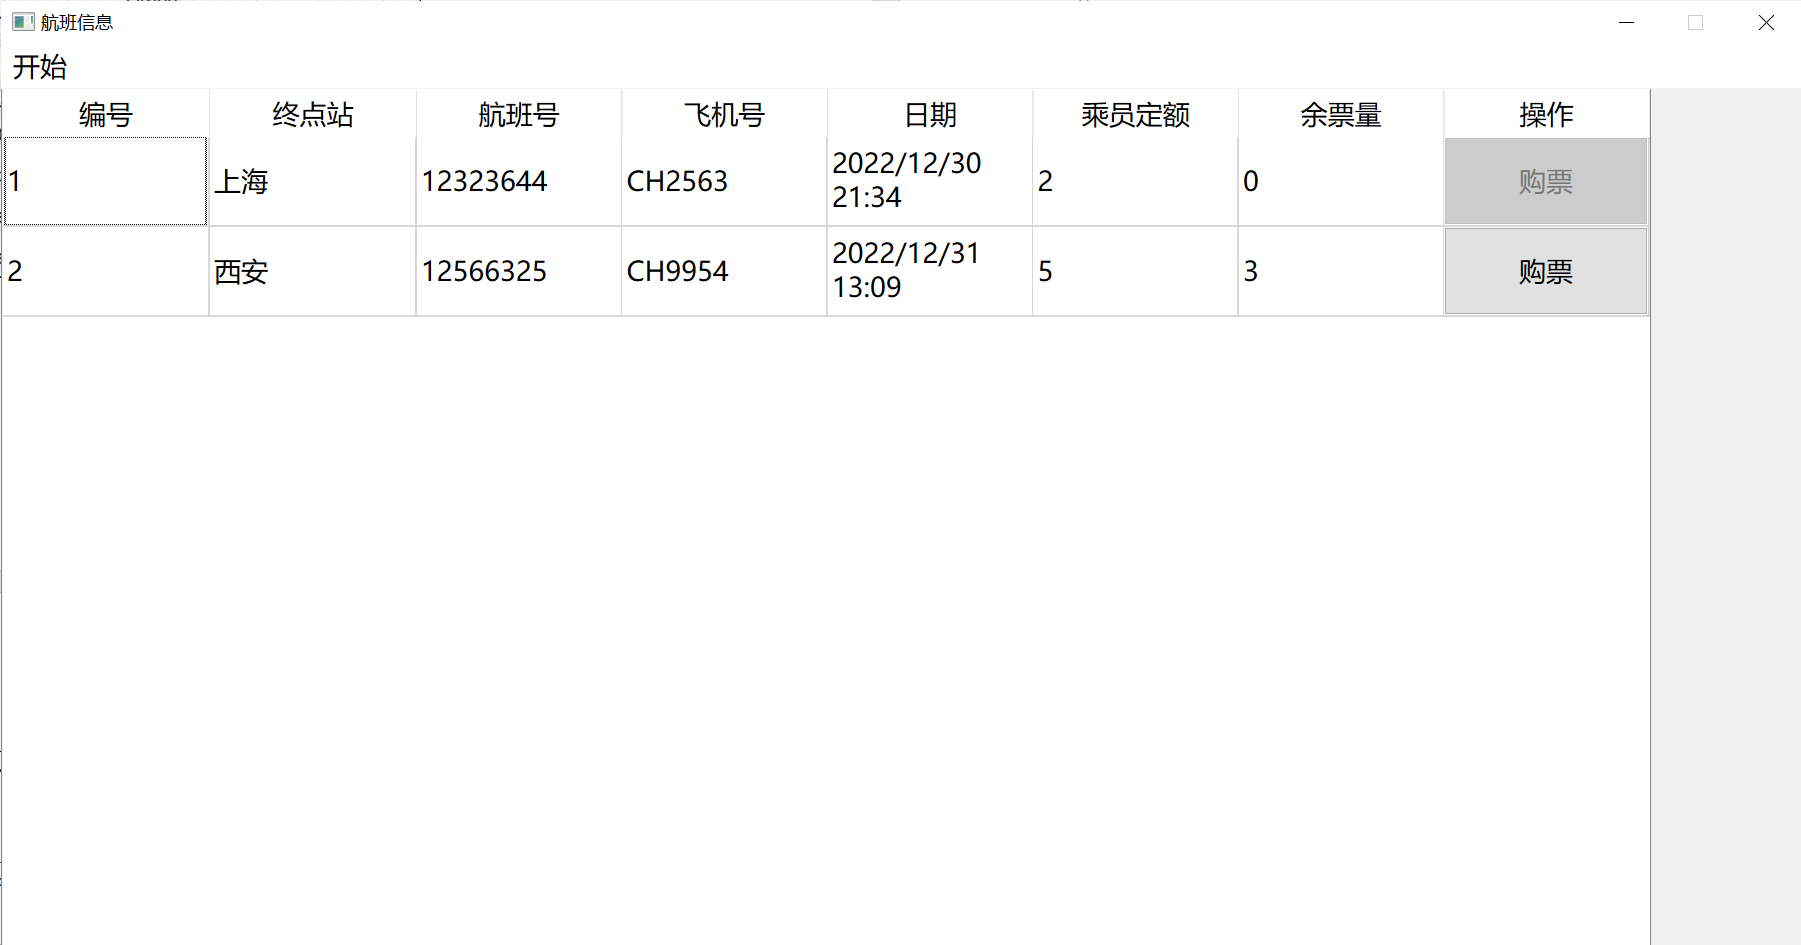 航班信息
开始
编号 终点站 航班号 飞机号 日期 乘员定额 余票量 操作
1 上海 12323644 CH2563 2022/12/30 21:34 2 0 购票
2 西安 12566325 CH9954 2022/12/31 13:09 5 3 购票